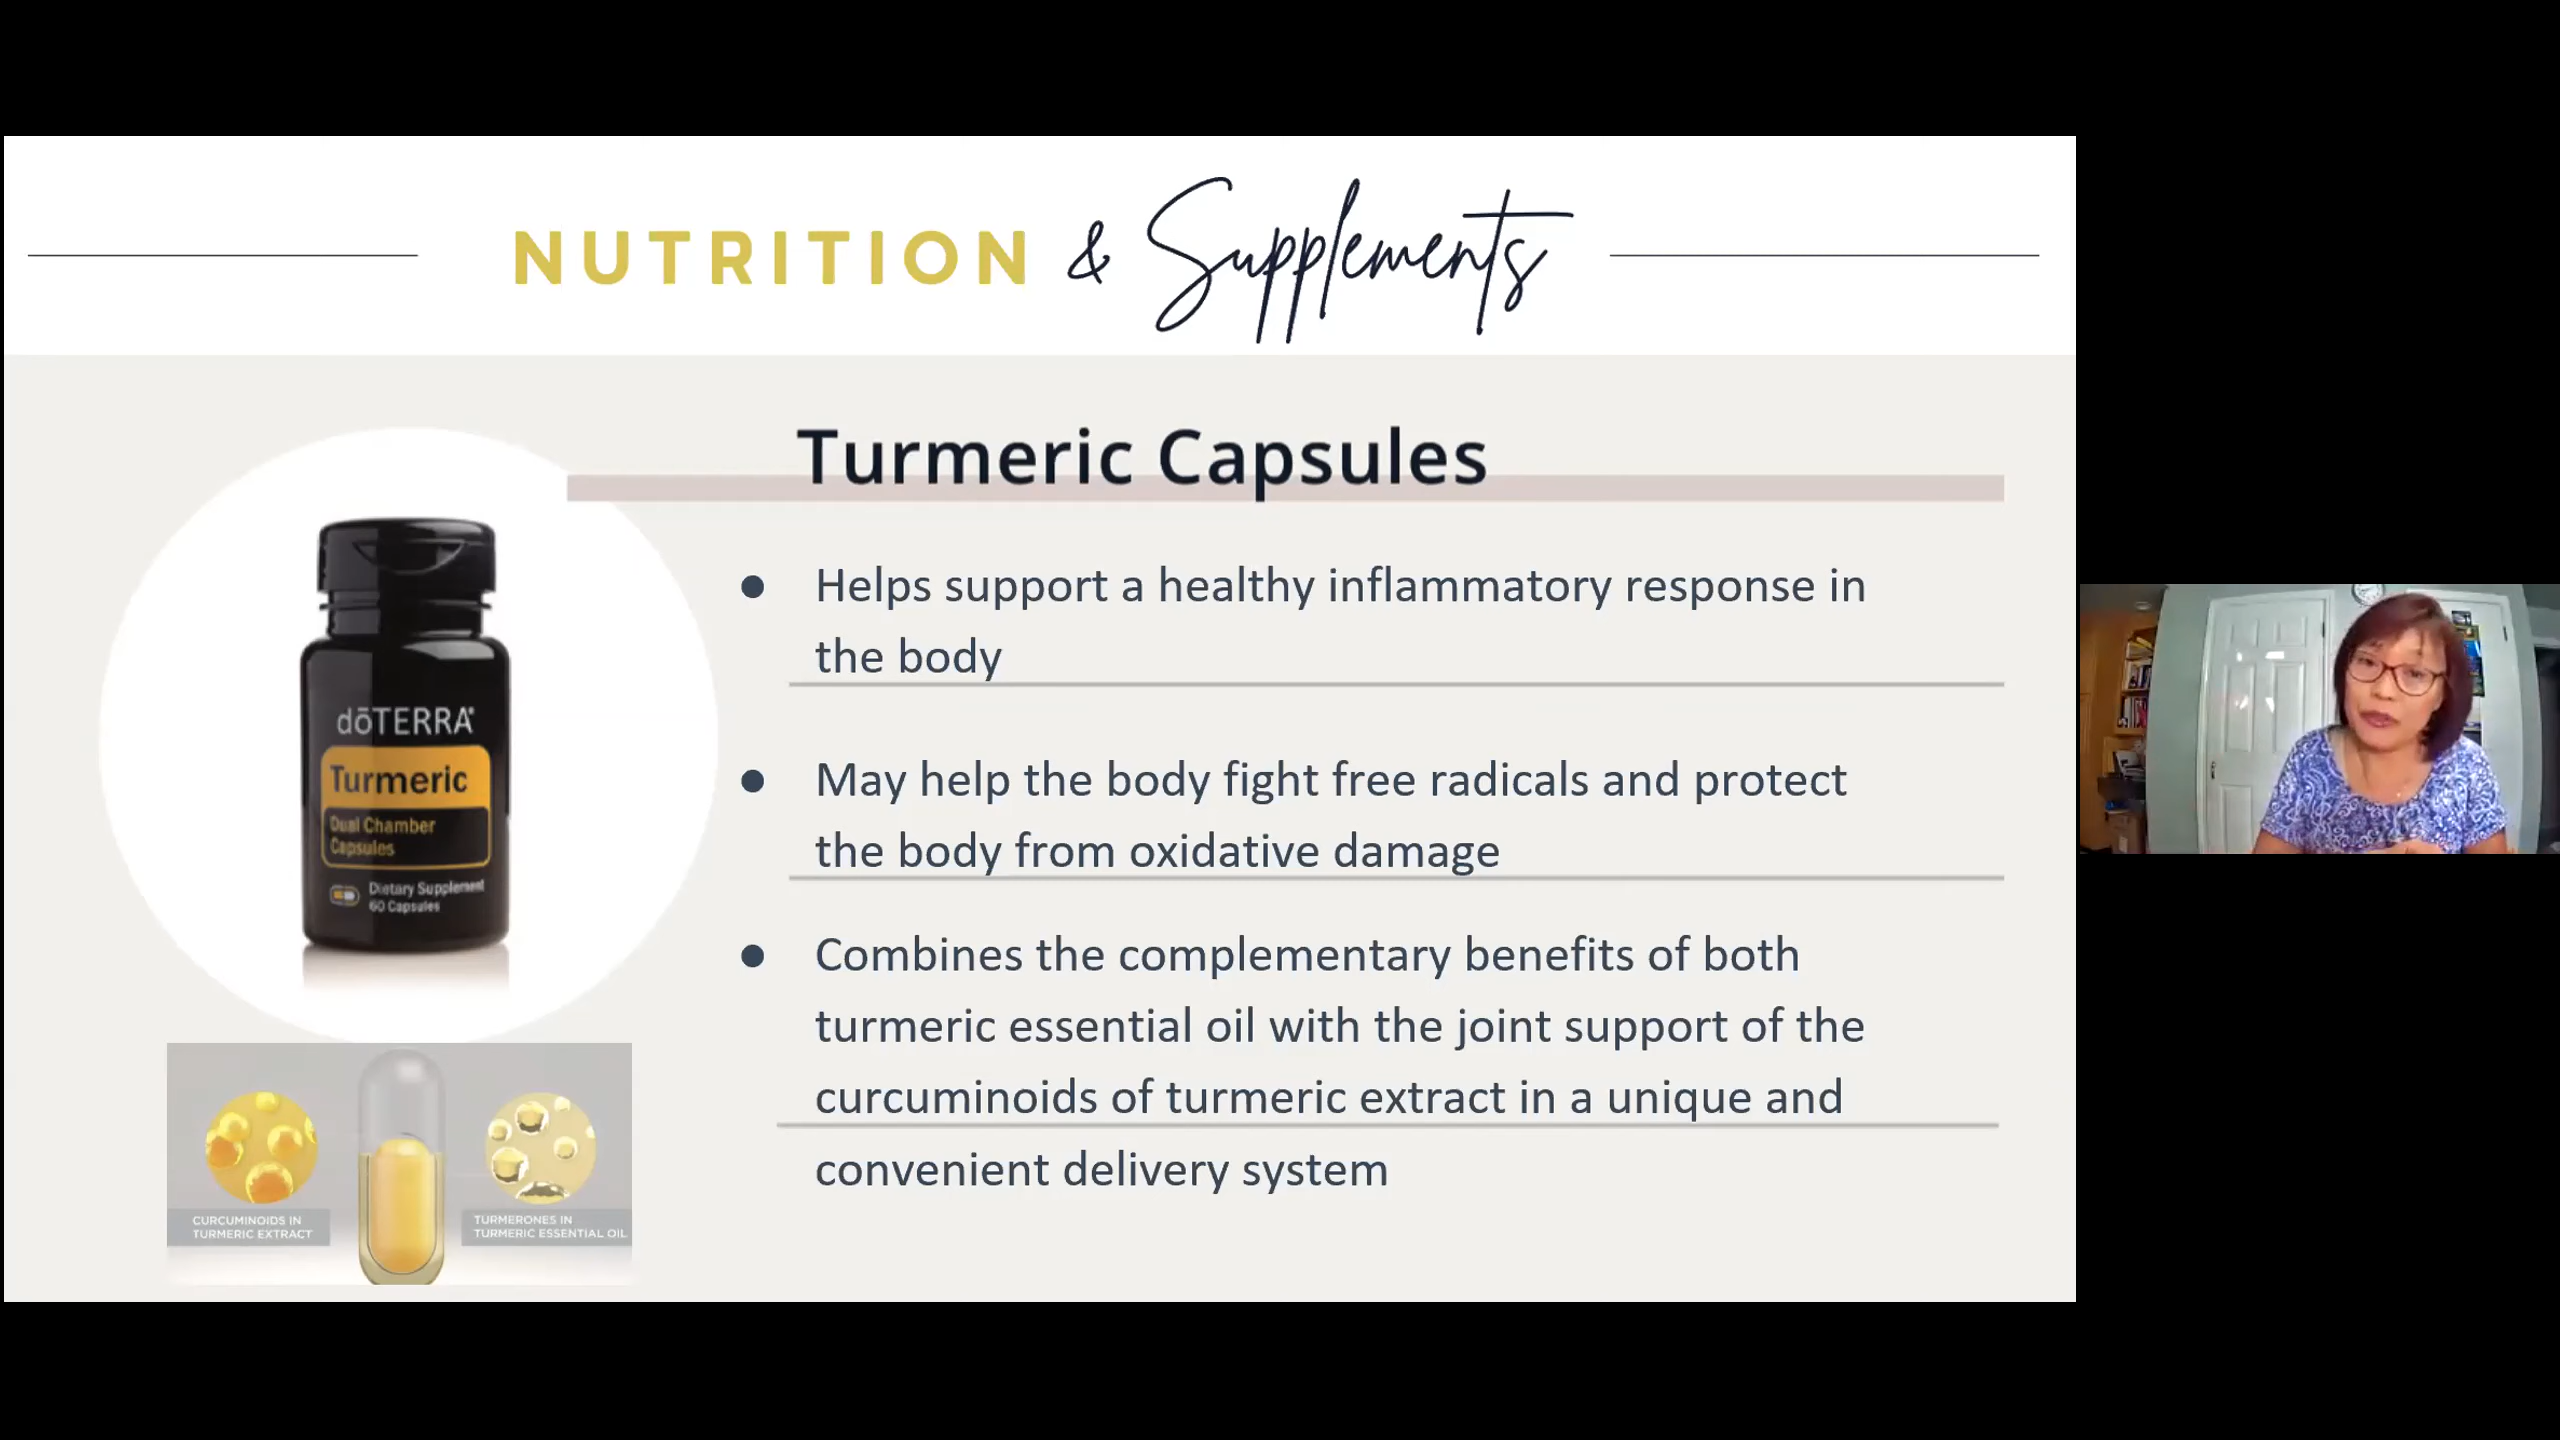 NUTRITION & Supplements
Turmeric Capsules
● Helps support a healthy inflammatory response in
the body
● May help the body fight free radicals and protect
the body from oxidative damage
● Combines the complementary benefits of both
turmeric essential oil with the joint support of the
curcuminoids of turmeric extract in a unique and
convenient delivery system
dōTERRA®
Turmeric
Dual Chamber
Capsules
Dietary Supplement
60 Capsules
CURCUMINOIDS IN
TURMERIC EXTRACT
TURMERONES IN
TURMERIC ESSENTIAL OIL